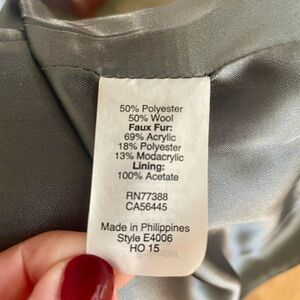 50% Polyester
50% Wool
Faux Fur:
69% Acrylic
18% Polyester
13% Modacrylic
Lining:
100% Acetate
RN77388
CA56445
Made in Philippines
Style E4006
HO 15